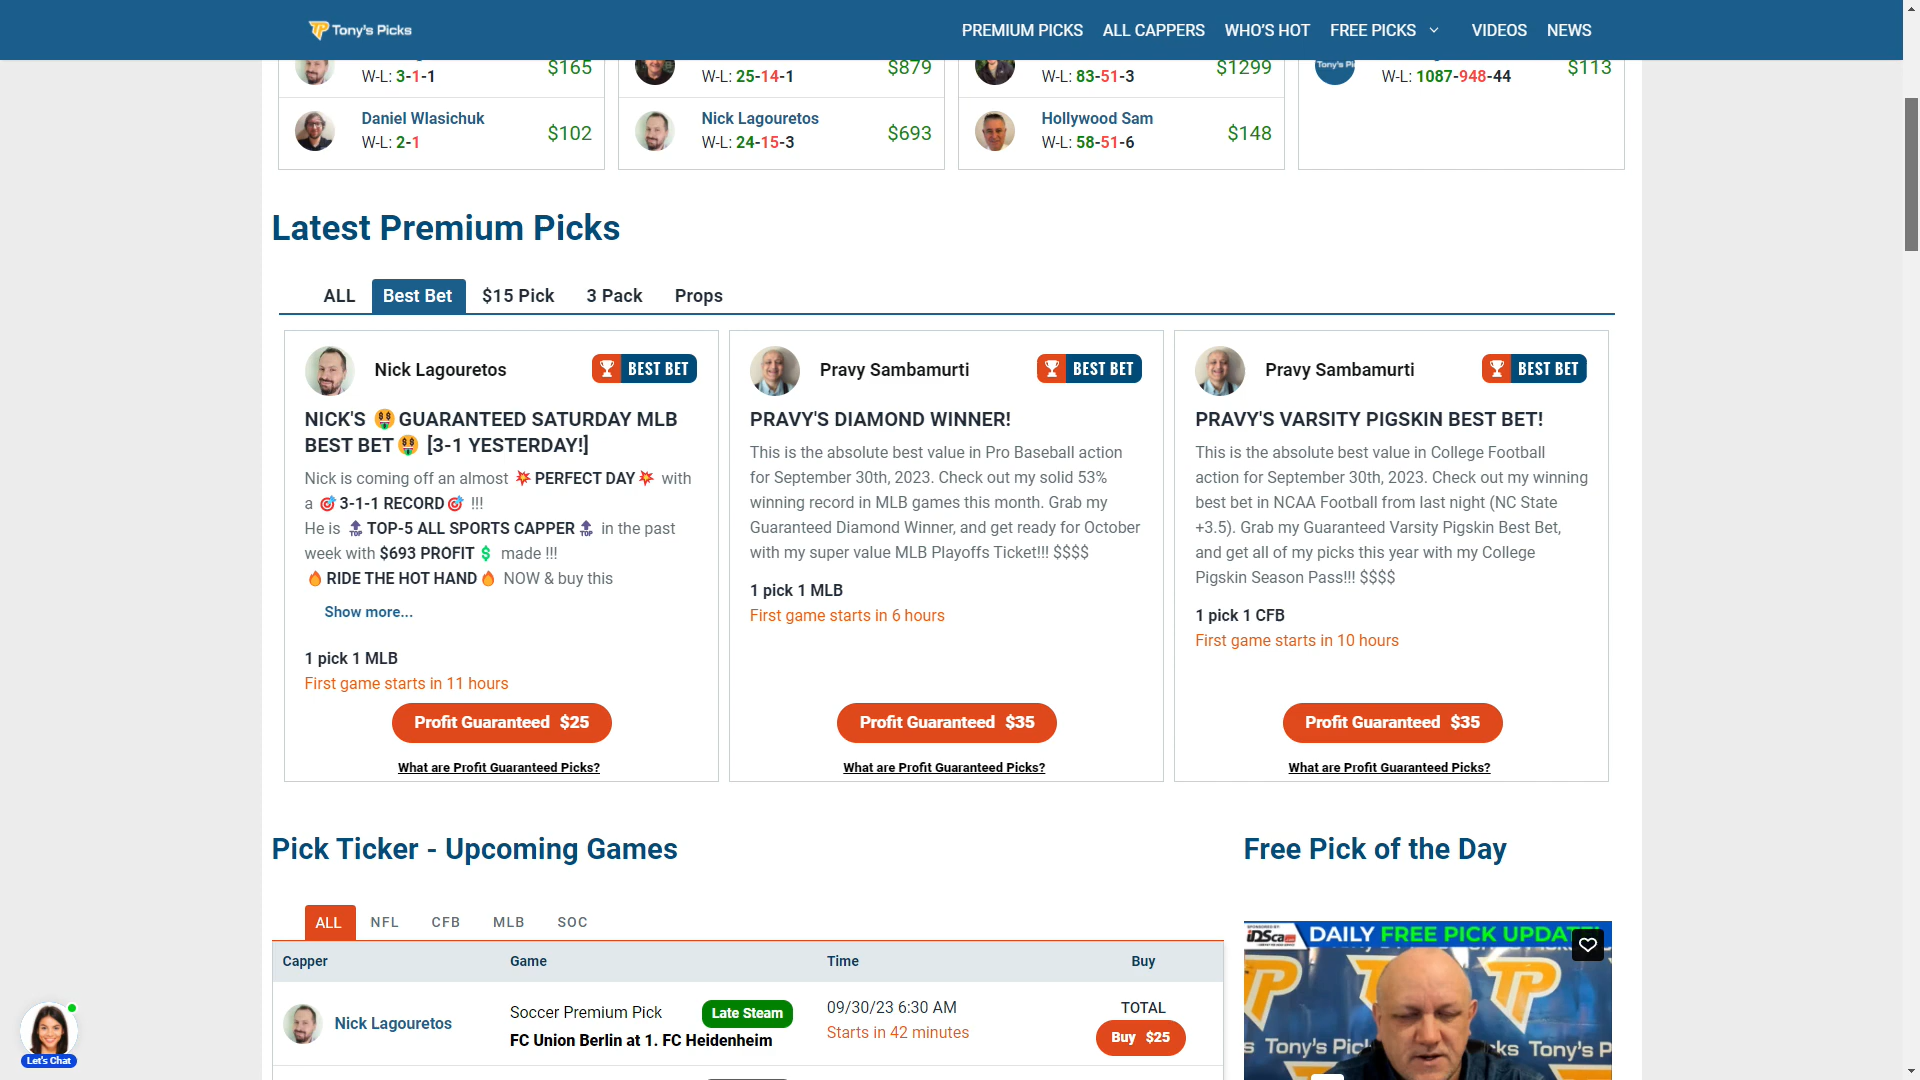 Tony's Picks
PREMIUM PICKS ALL CAPPERS WHO'S HOT FREE PICKS VIDEOS NEWS
W-L: 3-1-1 $165
W-L: 25-14-1 $879
W-L: 83-51-3 $1299
W-L: 1087-948-44 $113
Daniel Wlasichuk
W-L: 2-1 $102
Nick Lagouretos
W-L: 24-15-3 $693
Hollywood Sam
W-L: 58-51-6 $148
Latest Premium Picks
ALL Best Bet $15 Pick 3 Pack Props
Nick Lagouretos BEST BET
NICK'S 🤑GUARANTEED SATURDAY MLB
BEST BET🤑 [3-1 YESTERDAY!]
Nick is coming off an almost 💥PERFECT DAY💥 with
a 🎯3-1-1 RECORD🎯 !!!
He is 🔝TOP-5 ALL SPORTS CAPPER🔝 in the past
week with $693 PROFIT💲 made !!!
🔥RIDE THE HOT HAND🔥 NOW & buy this
Show more...
1 pick 1 MLB
First game starts in 11 hours
Profit Guaranteed $25
What are Profit Guaranteed Picks?
Pravy Sambamurti BEST BET
PRAVY'S DIAMOND WINNER!
This is the absolute best value in Pro Baseball action
for September 30th, 2023. Check out my solid 53%
winning record in MLB games this month. Grab my
Guaranteed Diamond Winner, and get ready for October
with my super value MLB Playoffs Ticket!!! $$$$
1 pick 1 MLB
First game starts in 6 hours
Profit Guaranteed $35
What are Profit Guaranteed Picks?
Pravy Sambamurti BEST BET
PRAVY'S VARSITY PIGSKIN BEST BET!
This is the absolute best value in College Football
action for September 30th, 2023. Check out my winning
best bet in NCAA Football from last night (NC State
+3.5). Grab my Guaranteed Varsity Pigskin Best Bet,
and get all of my picks this year with my College
Pigskin Season Pass!!! $$$$
1 pick 1 CFB
First game starts in 10 hours
Profit Guaranteed $35
What are Profit Guaranteed Picks?
Pick Ticker - Upcoming Games
ALL NFL CFB MLB SOC
Capper Game Time Buy
Nick Lagouretos
Soccer Premium Pick Late Steam
FC Union Berlin at 1. FC Heidenheim
09/30/23 6:30 AM
Starts in 42 minutes
TOTAL
Buy $25
Free Pick of the Day
DAILY FREE PICK UPDATE
Tony's Picks
Let's Chat